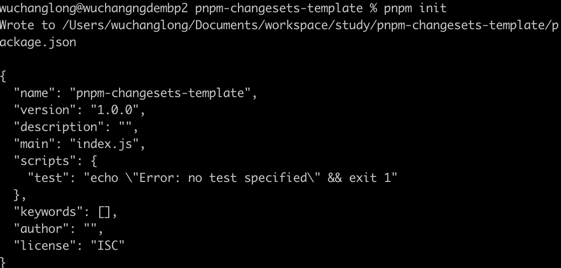 wuchanglong@wuchangngdembp2 pnpm-changesets-template % pnpm init
Wrote to /Users/wuchanglong/Documents/workspace/study/pnpm-changesets-template/p
ackage.json
{
  "name": "pnpm-changesets-template",
  "version": "1.0.0",
  "description": "",
  "main": "index.js",
  "scripts": {
    "test": "echo \"Error: no test specified\" && exit 1"
  },
  "keywords": [],
  "author": "",
  "license": "ISC"
}